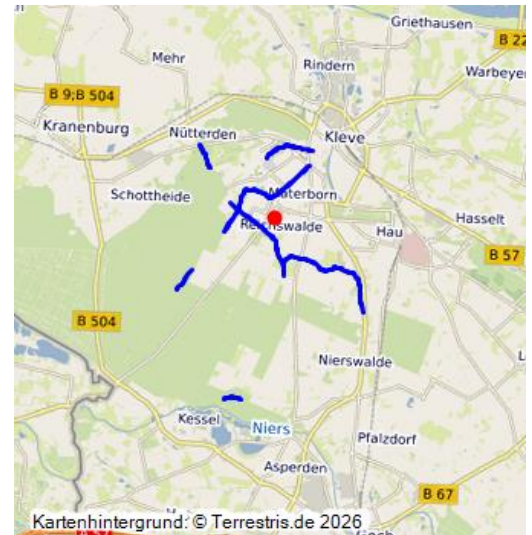 Griethausen
B 22
Mehr
Rindern
Warbeyen
B 9;B 504
Kranenburg
Nütterden
Kleve
Schottheide
Materborn
Hasselt
Reichswalde
Hau
B 57
B 504
Nierswalde
Kessel
Niers
Pfalzdorf
Asperden
B 67
Kartenhintergrund: © Terrestris.de 2026